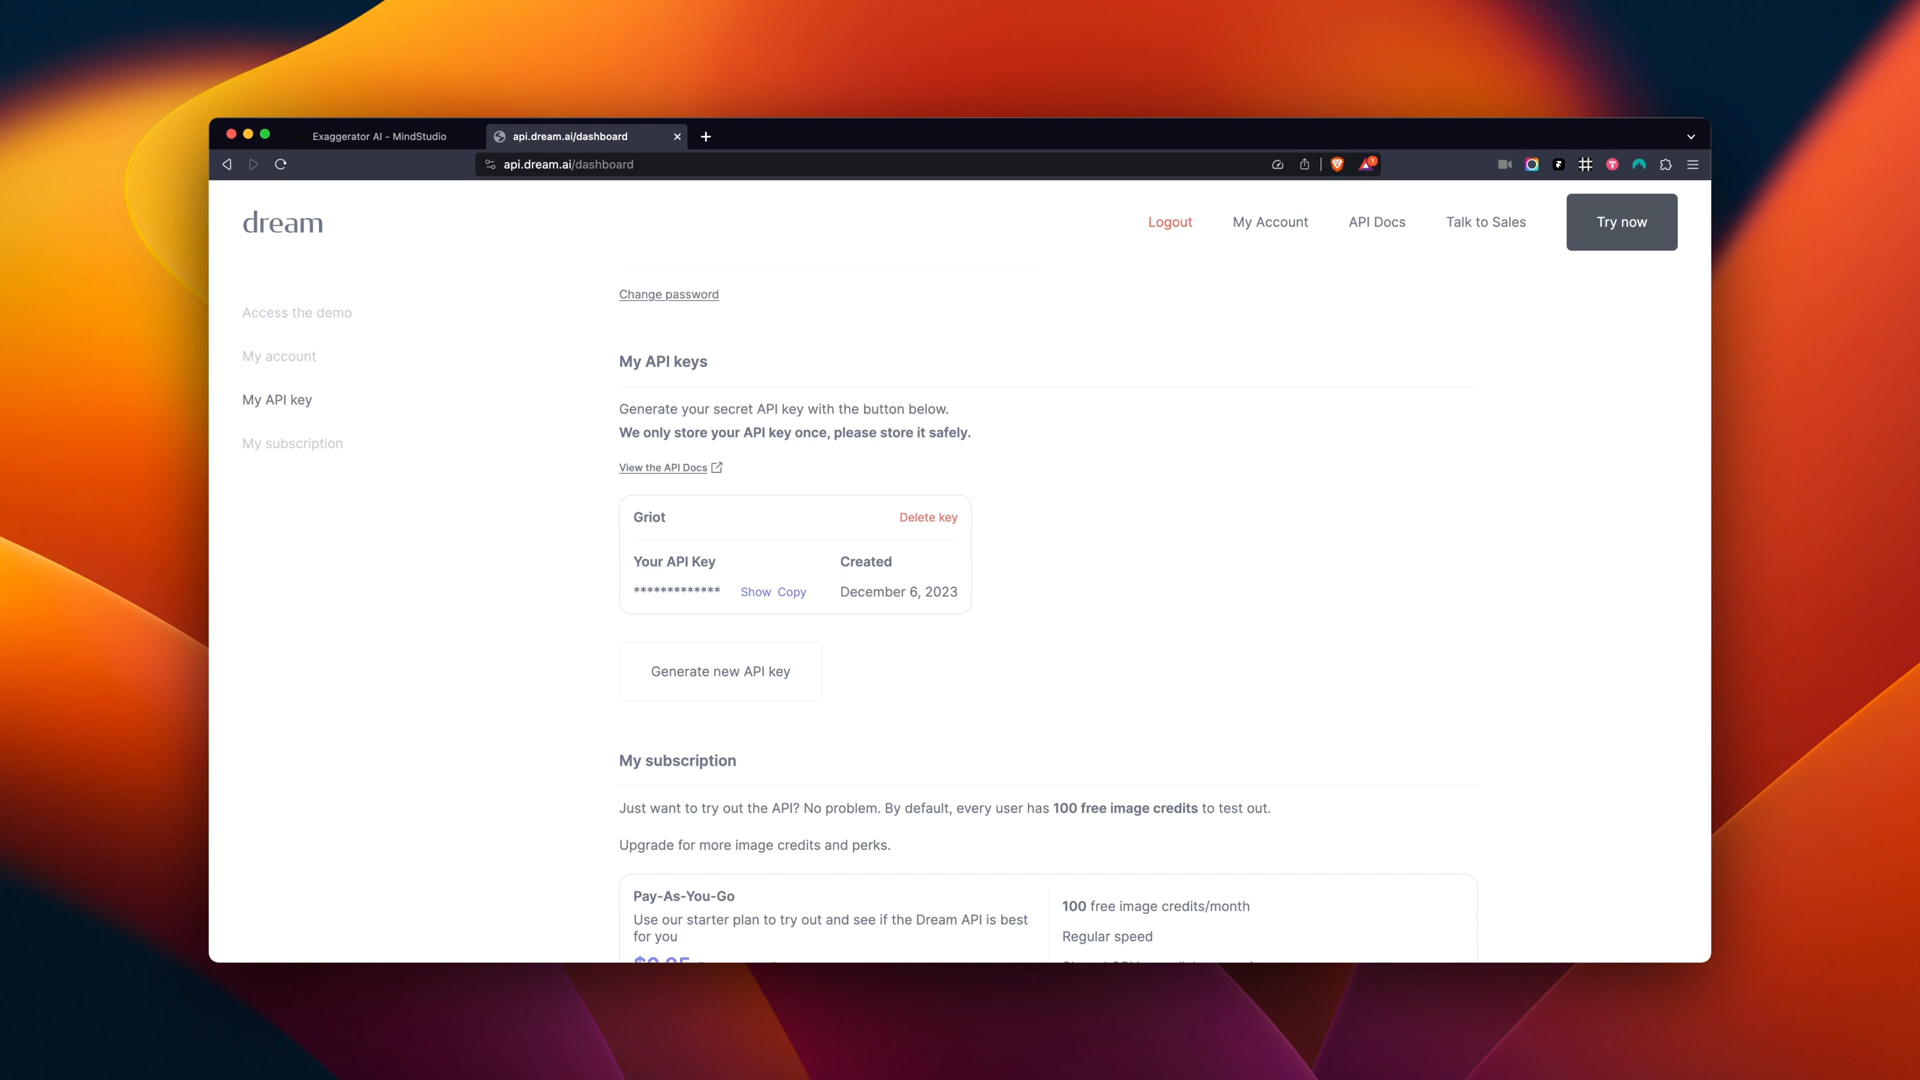 Exaggerator AI - MindStudio
api.dream.ai/dashboard
api.dream.ai/dashboard
1
dream
Logout
My Account
API Docs
Talk to Sales
Try now
Access the demo
My account
My API key
My subscription
Change password
My API keys
Generate your secret API key with the button below.
We only store your API key once, please store it safely.
View the API Docs
Griot
Delete key
Your API Key
Created
*************
Show Copy
December 6, 2023
Generate new API key
My subscription
Just want to try out the API? No problem. By default, every user has 100 free image credits to test out.
Upgrade for more image credits and perks.
Pay-As-You-Go
Use our starter plan to try out and see if the Dream API is best
for you
100 free image credits/month
Regular speed